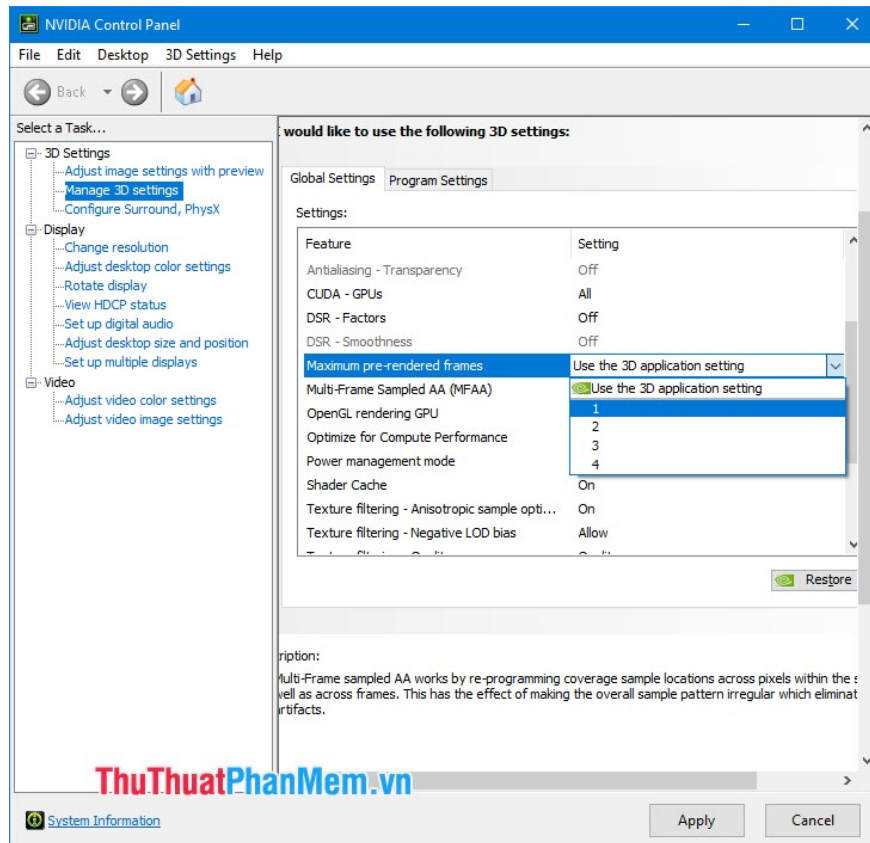 NVIDIA Control Panel
File Edit Desktop 3D Settings Help
Back
Select a Task...
3D Settings
Adjust image settings with preview
Manage 3D settings
Configure Surround, PhysX
Display
Change resolution
Adjust desktop color settings
Rotate display
View HDCP status
Set up digital audio
Adjust desktop size and position
Set up multiple displays
Video
Adjust video color settings
Adjust video image settings
would like to use the following 3D settings:
Global Settings Program Settings
Settings:
Feature Setting
Antialiasing - Transparency Off
CUDA - GPUs All
DSR - Factors Off
DSR - Smoothness Off
Maximum pre-rendered frames Use the 3D application setting
Multi-Frame Sampled AA (MFAA) Use the 3D application setting
OpenGL rendering GPU 1
2
Optimize for Compute Performance 3
Power management mode 4
Shader Cache On
Texture filtering - Anisotropic sample opti... On
Texture filtering - Negative LOD bias Allow
Restore
ription:
Multi-Frame sampled AA works by re-programming coverage sample locations across pixels within the s
well as across frames. This has the effect of making the overall sample pattern irregular which eliminat
rtifacts.
ThuThuatPhanMem.vn
System Information
Apply Cancel